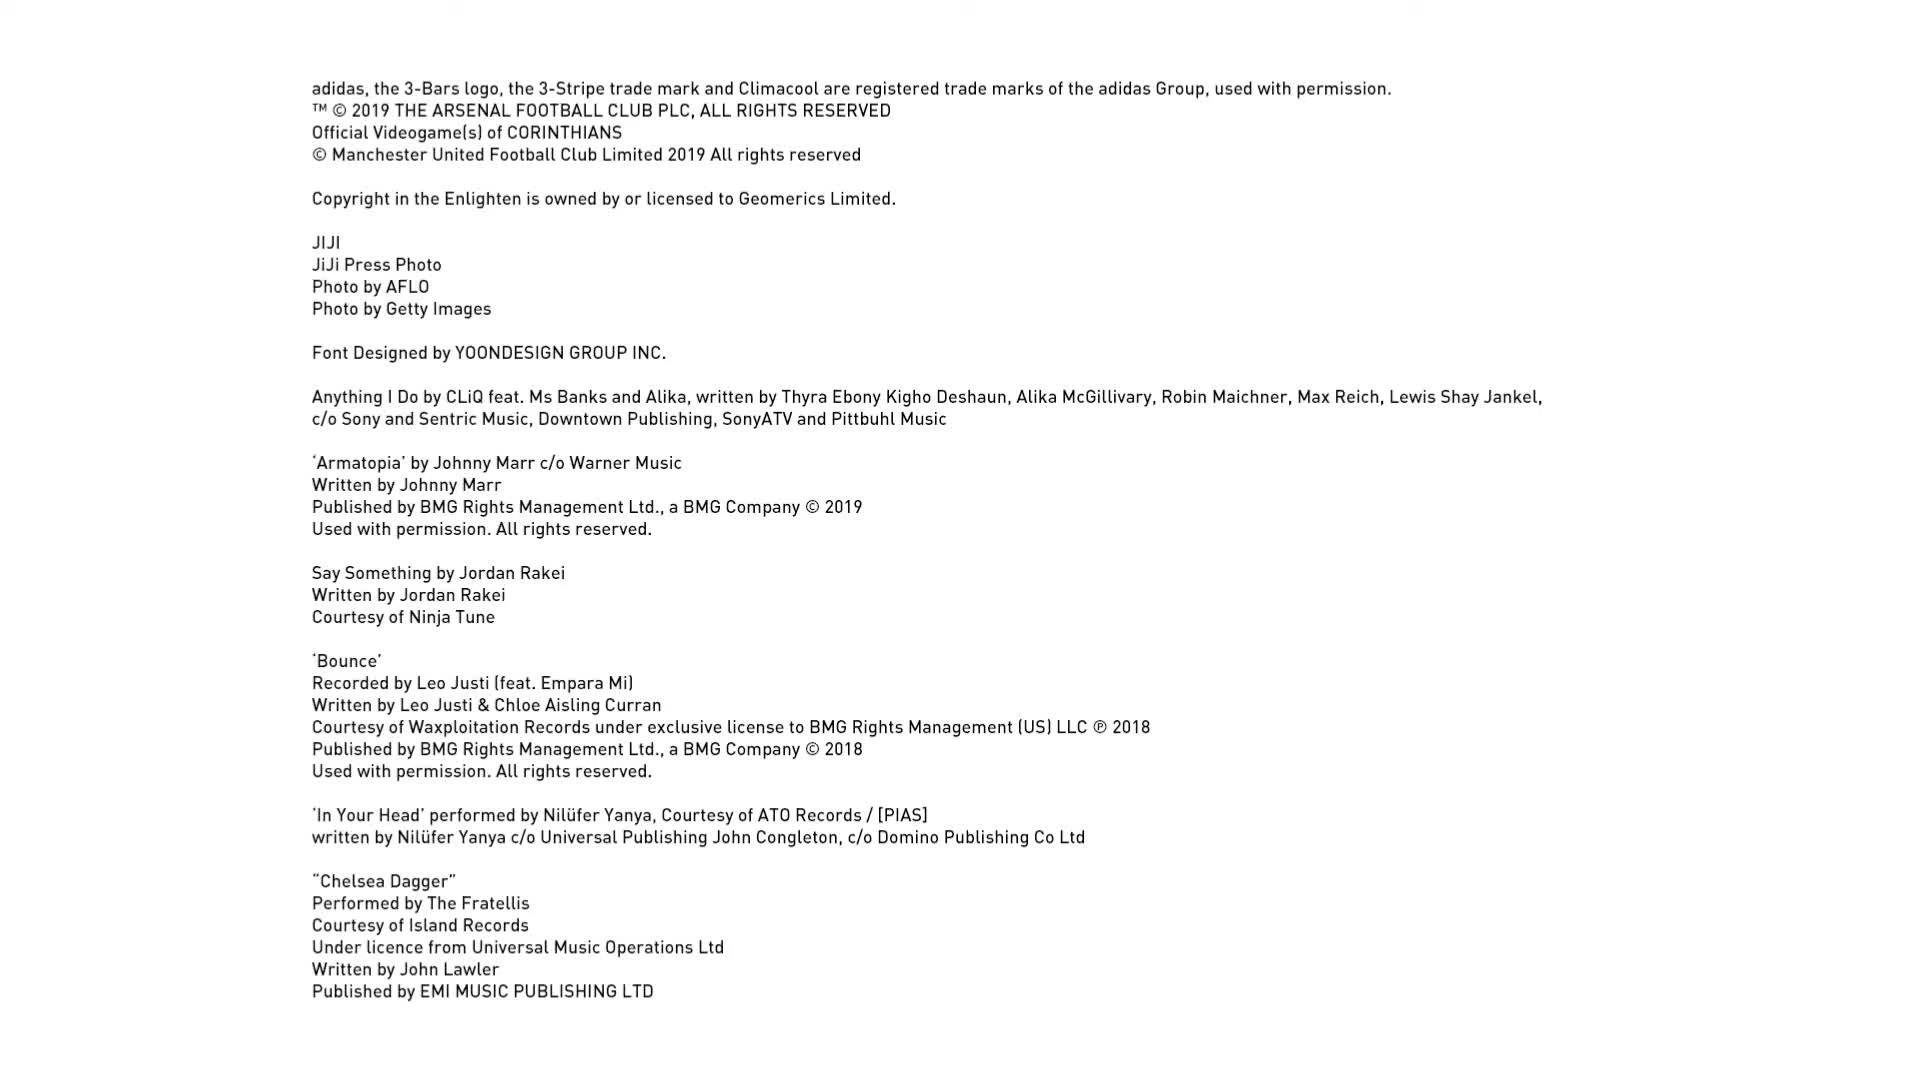 adidas, the 3-Bars logo, the 3-Stripe trade mark and Climacool are registered trade marks of the adidas Group, used with permission.
™ © 2019 THE ARSENAL FOOTBALL CLUB PLC, ALL RIGHTS RESERVED
Official Videogame(s) of CORINTHIANS
© Manchester United Football Club Limited 2019 All rights reserved
Copyright in the Enlighten is owned by or licensed to Geomerics Limited.
JIJI
JiJi Press Photo
Photo by AFLO
Photo by Getty Images
Font Designed by YOONDESIGN GROUP INC.
Anything I Do by CLiQ feat. Ms Banks and Alika, written by Thyra Ebony Kigho Deshaun, Alika McGillivary, Robin Maichner, Max Reich, Lewis Shay Jankel,
c/o Sony and Sentric Music, Downtown Publishing, SonyATV and Pittbuhl Music
‘Armatopia’ by Johnny Marr c/o Warner Music
Written by Johnny Marr
Published by BMG Rights Management Ltd., a BMG Company © 2019
Used with permission. All rights reserved.
Say Something by Jordan Rakei
Written by Jordan Rakei
Courtesy of Ninja Tune
‘Bounce’
Recorded by Leo Justi (feat. Empara Mi)
Written by Leo Justi & Chloe Aisling Curran
Courtesy of Waxploitation Records under exclusive license to BMG Rights Management (US) LLC ℗ 2018
Published by BMG Rights Management Ltd., a BMG Company © 2018
Used with permission. All rights reserved.
‘In Your Head’ performed by Nilüfer Yanya, Courtesy of ATO Records / [PIAS]
written by Nilüfer Yanya c/o Universal Publishing John Congleton, c/o Domino Publishing Co Ltd
“Chelsea Dagger”
Performed by The Fratellis
Courtesy of Island Records
Under licence from Universal Music Operations Ltd
Written by John Lawler
Published by EMI MUSIC PUBLISHING LTD